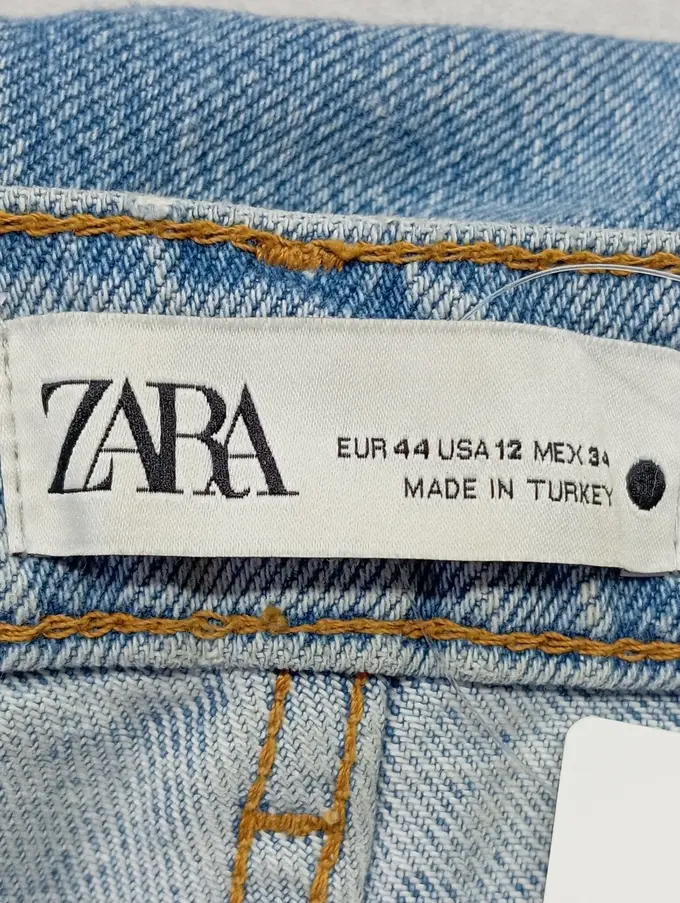 ZARA
EUR 44 USA 12 MEX 34
MADE IN TURKEY